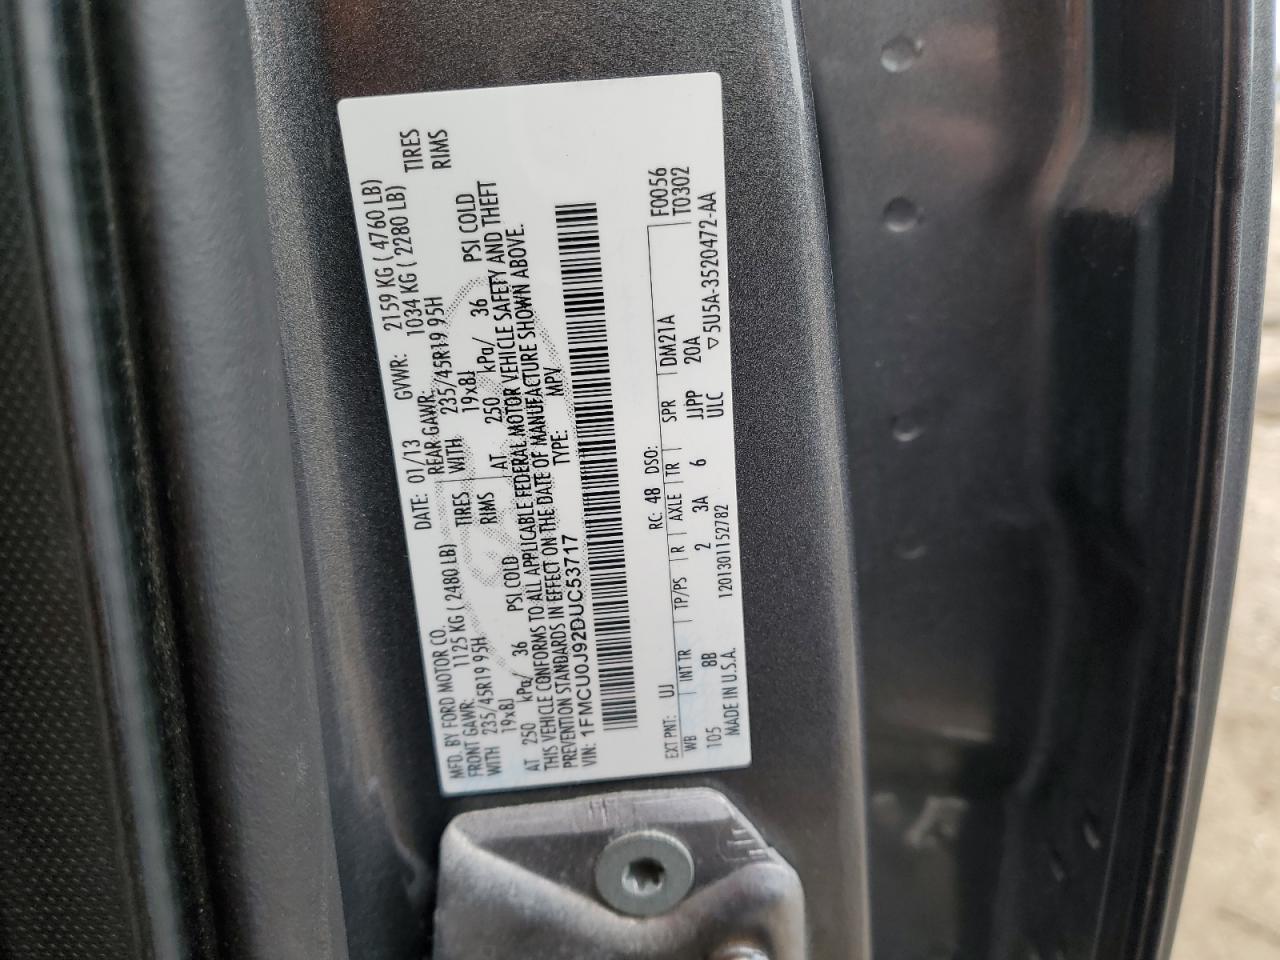 MFD. BY FORD MOTOR CO. DATE: 01/13 GVWR: 2159 KG ( 4760 LB)
FRONT GAWR: 1125 KG ( 2480 LB) REAR GAWR: 1034 KG ( 2280 LB)
WITH 235/45R19 95H TIRES WITH 235/45R19 95H TIRES
19x8J RIMS 19x8J RIMS
AT 250 kPa/ 36 PSI COLD AT 250 kPa/ 36 PSI COLD
THIS VEHICLE CONFORMS TO ALL APPLICABLE FEDERAL MOTOR VEHICLE SAFETY AND THEFT
PREVENTION STANDARDS IN EFFECT ON THE DATE OF MANUFACTURE SHOWN ABOVE.
VIN: 1FMCU0J92DUC53717 TYPE: MPV
EXT PNT: UJ RC: 48 DSO: F0056
WB INT TR TP/PS R AXLE TR SPR DM21A T0302
105 8B 2 3A 6 JJPP 20A
MADE IN U.S.A. 1201301152782 ULC ▽5U5A-3520472-AA